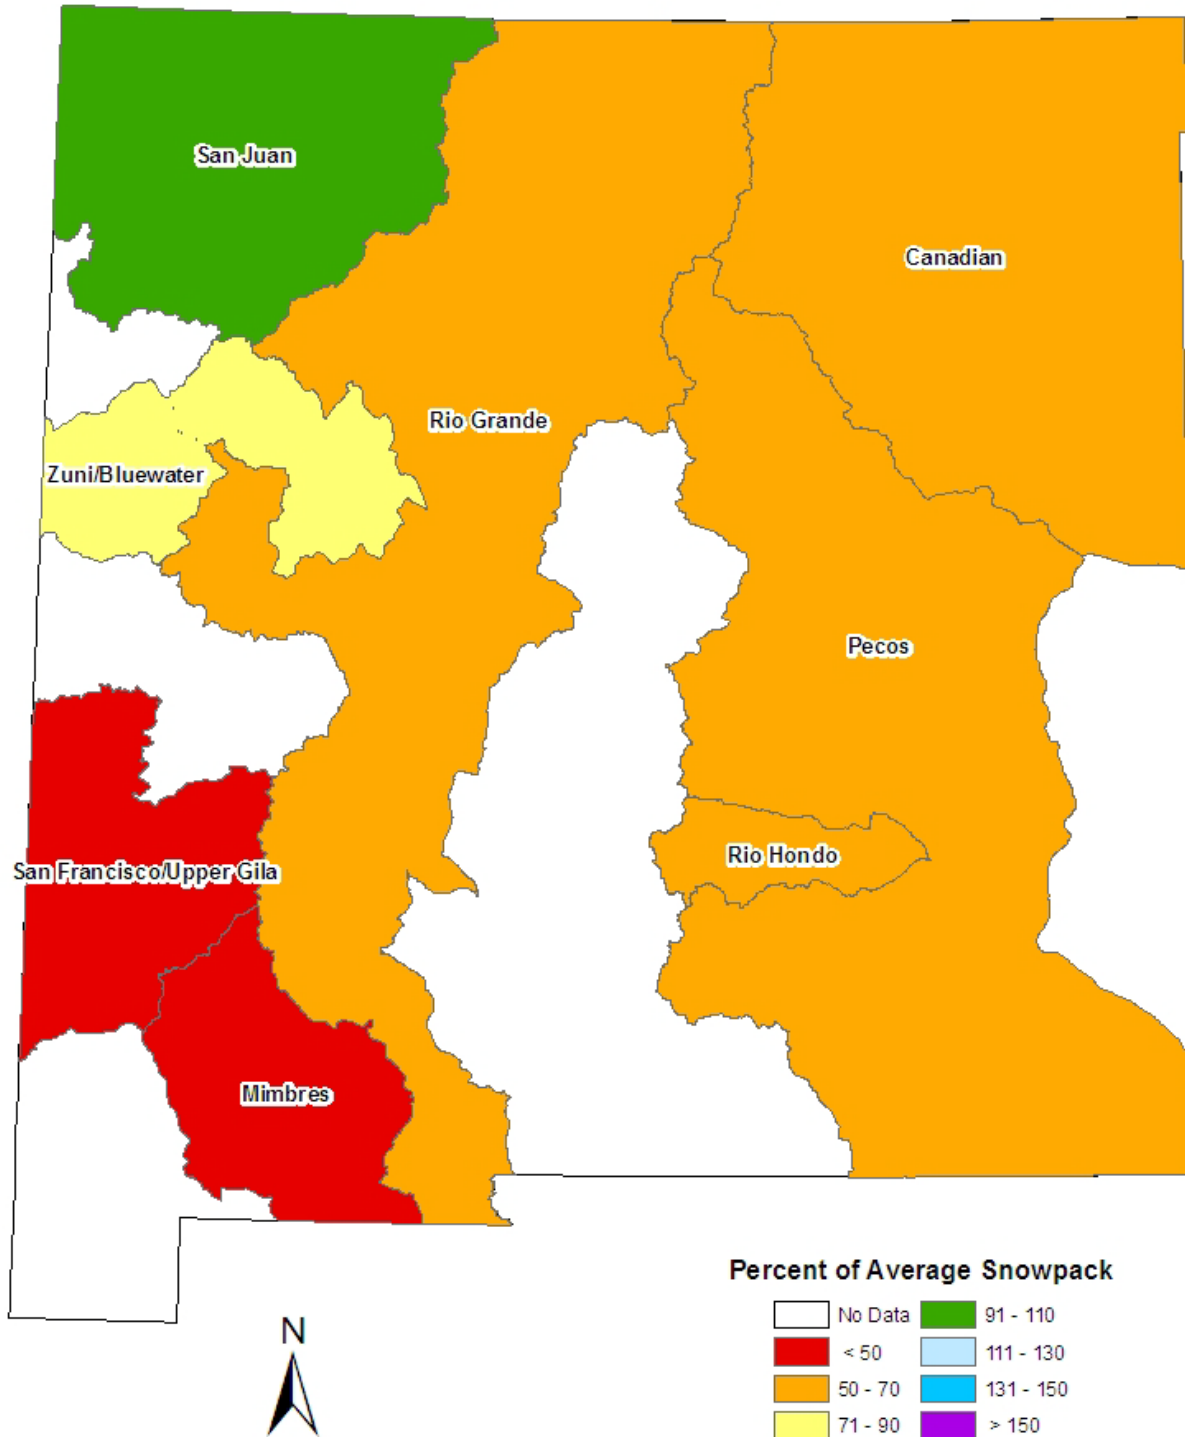 San Juan
Canadian
Rio Grande
Zuni/Bluewater
Pecos
Rio Hondo
San Francisco/Upper Gila
Mimbres
Percent of Average Snowpack
No Data
91 - 110
< 50
111 - 130
50 - 70
131 - 150
71 - 90
> 150
N